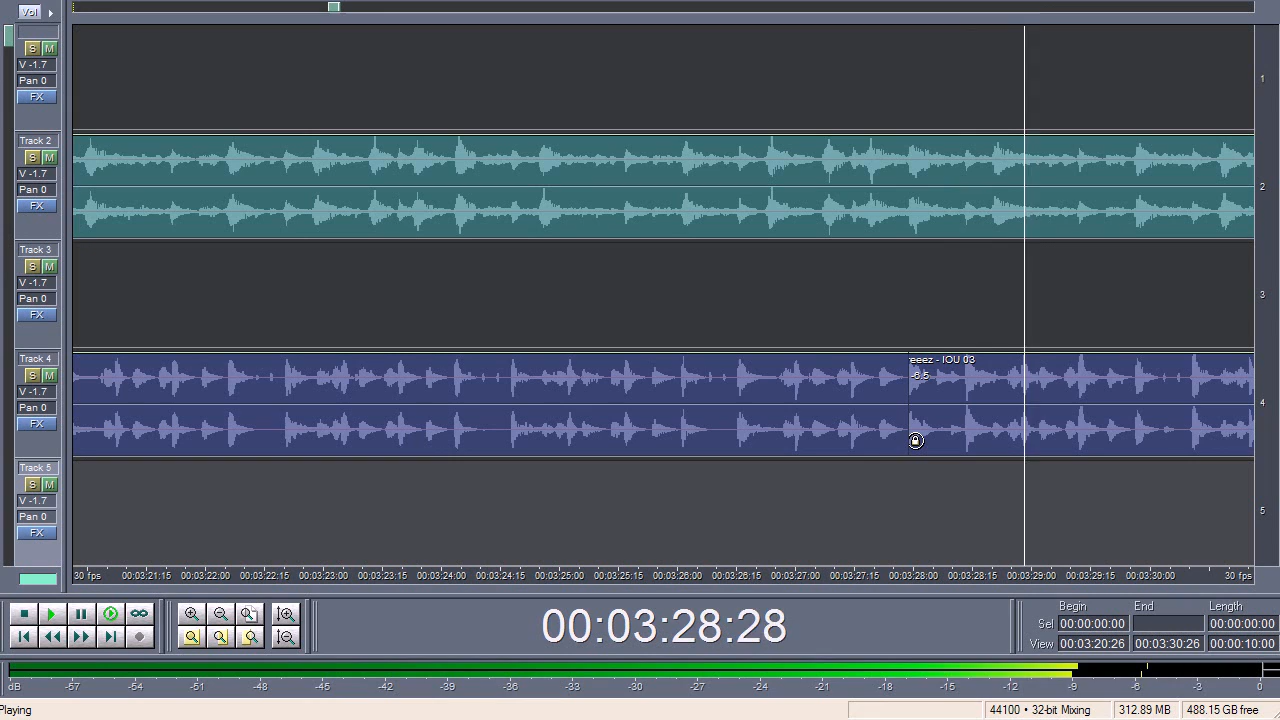 Vol
S M
V -1.7
Pan 0
FX
1
Track 2
S M
V -1.7
Pan 0
FX
2
Track 3
S M
V -1.7
Pan 0
FX
3
Track 4
S M
V -1.7
Pan 0
FX
eeez - IOU 03
-6.5
4
Track 5
S M
V -1.7
Pan 0
FX
5
30 fps 00:03:21:15 00:03:22:00 00:03:22:15 00:03:23:00 00:03:23:15 00:03:24:00 00:03:24:15 00:03:25:00 00:03:25:15 00:03:26:00 00:03:26:15 00:03:27:00 00:03:27:15 00:03:28:00 00:03:28:15 00:03:29:00 00:03:29:15 00:03:30:00 30 fps
00:03:28:28
Begin End Length
Sel 00:00:00:00 00:00:00:00
View 00:03:20:26 00:03:30:26 00:00:10:00
dB -57 -54 -51 -48 -45 -42 -39 -36 -33 -30 -27 -24 -21 -18 -15 -12 -9 -6 -3 0
Playing 44100 • 32-bit Mixing 312.89 MB 488.15 GB free